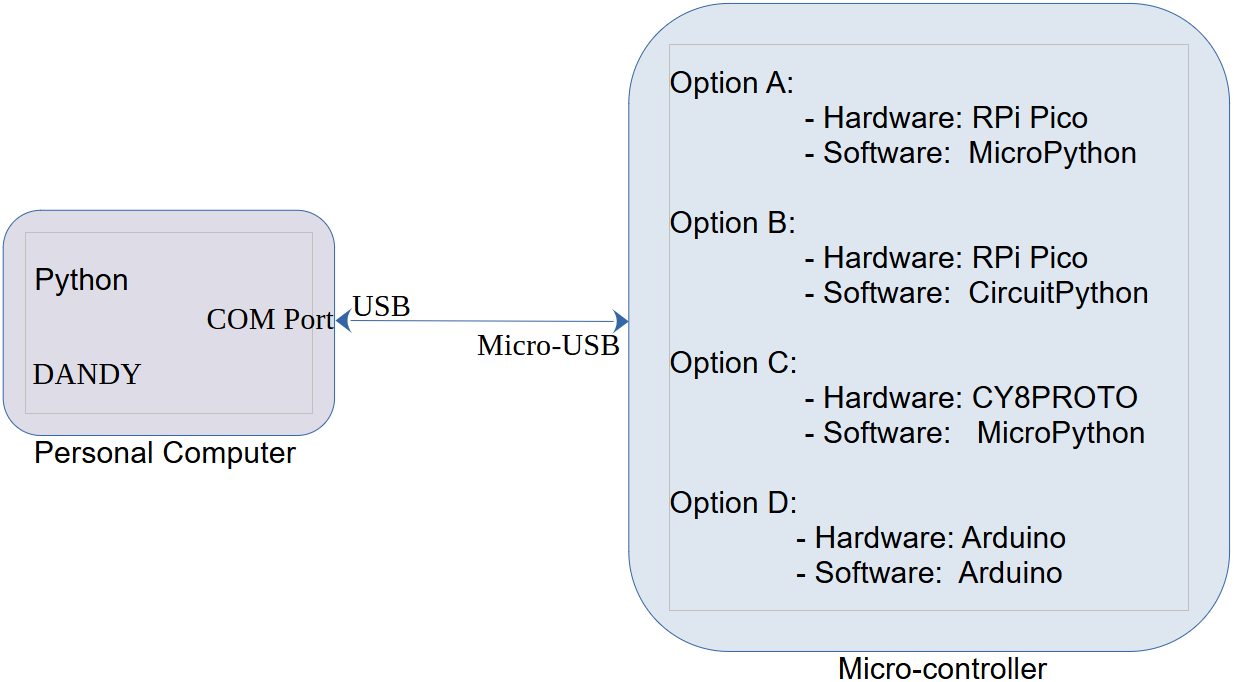 Python
COM Port
DANDY
Personal Computer
USB
Micro-USB
Option A:
- Hardware: RPi Pico
- Software: MicroPython
Option B:
- Hardware: RPi Pico
- Software: CircuitPython
Option C:
- Hardware: CY8PROTO
- Software: MicroPython
Option D:
- Hardware: Arduino
- Software: Arduino
Micro-controller